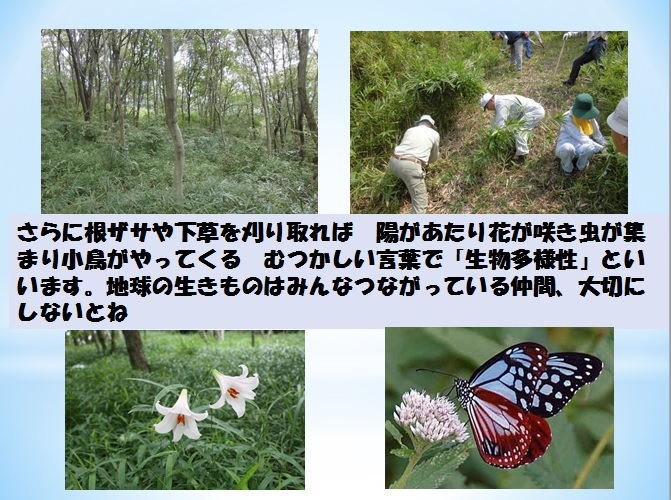 さらに根ザサや下草を刈り取れば　陽があたり花が咲き虫が集
まり小鳥がやってくる　むつかしい言葉で「生物多様性」とい
います。地球の生きものはみんなつながっている仲間、大切に
しないとね